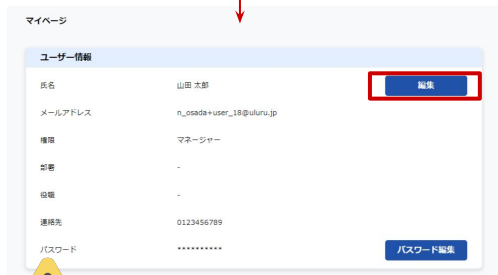 マイページ
ユーザー情報
氏名 山田 太郎 編集
メールアドレス n_osada+user_18@uluru.jp
権限 マネージャー
部署 -
役職 -
連絡先 0123456789
パスワード ********** パスワード編集